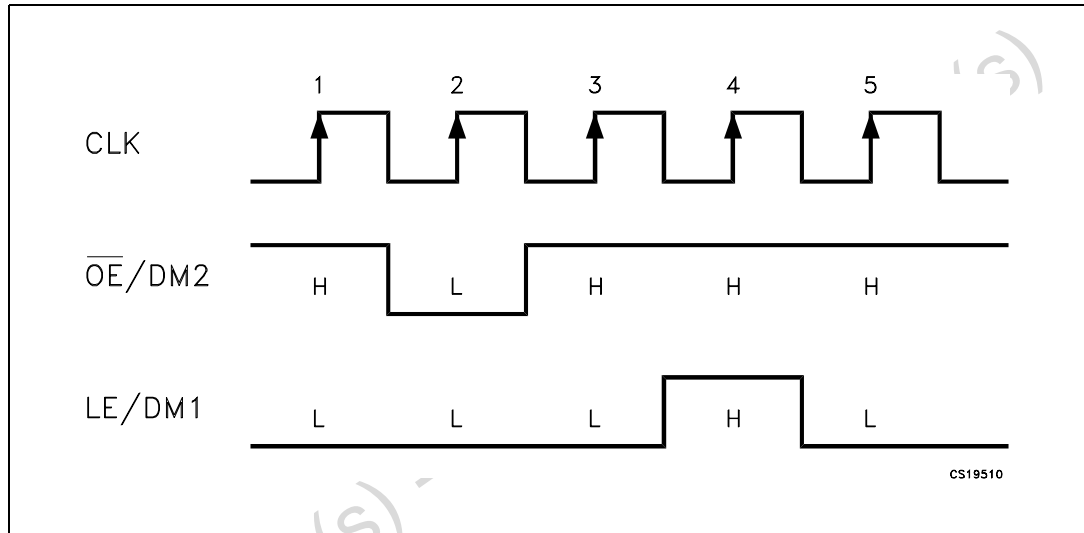 1 2 3 4 5
CLK
OE/DM2
H L H H H
LE/DM1
L L L H L
CS19510
(s)
(s)